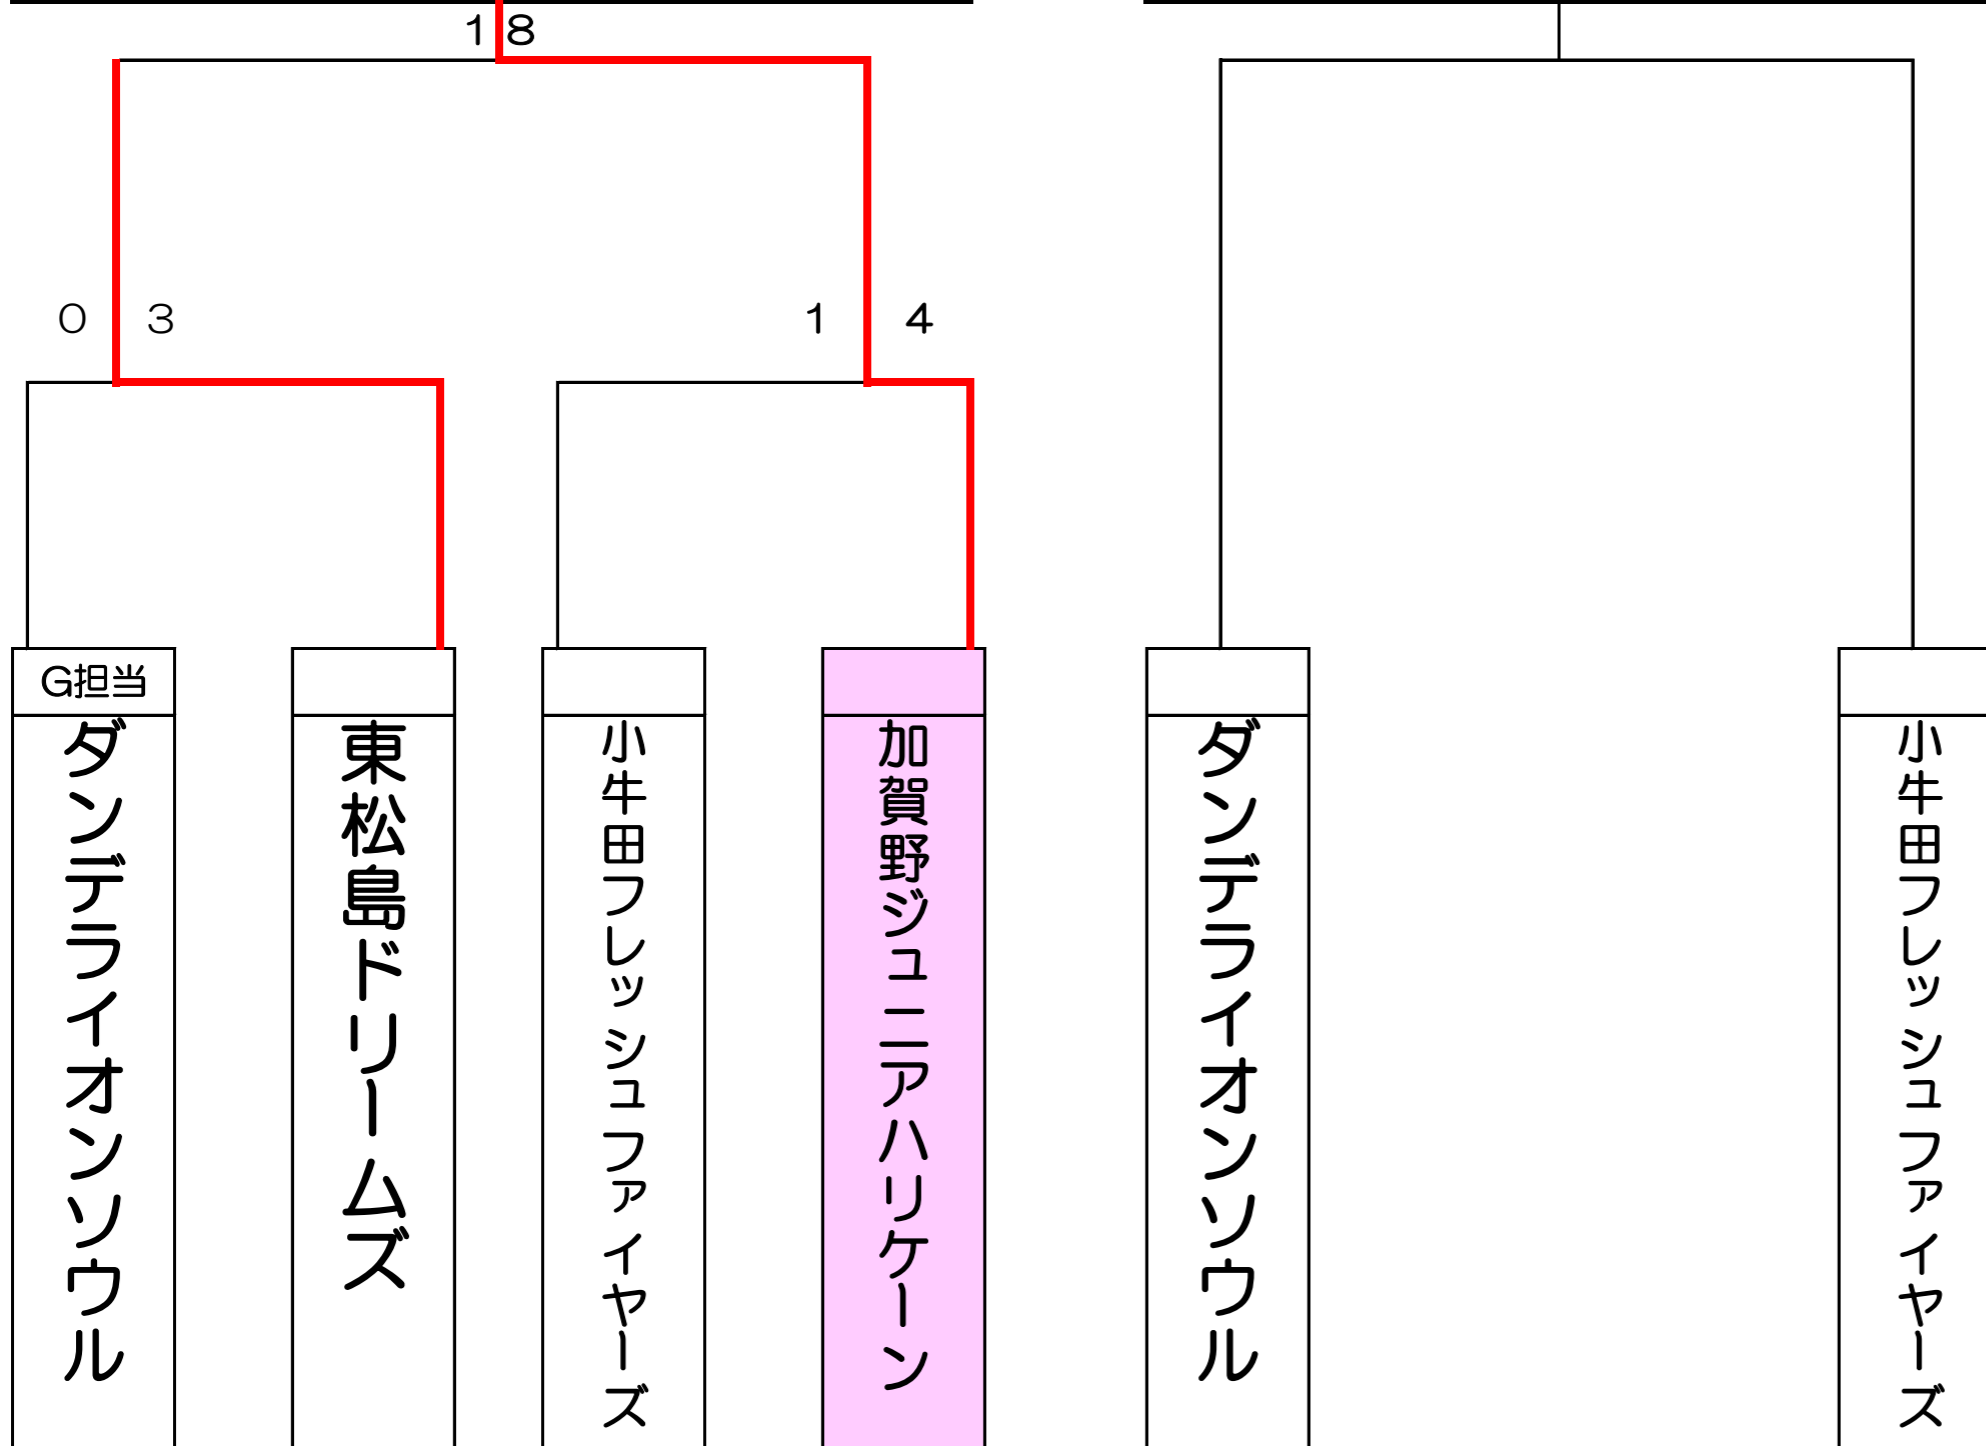 1 8
0 3
1 4
G担当
ダンデライオンソウル
東松島ドリームズ
小牛田フレッシュファイヤーズ
加賀野ジュニアハリケーン
ダンデライオンソウル
小牛田フレッシュファイヤーズ